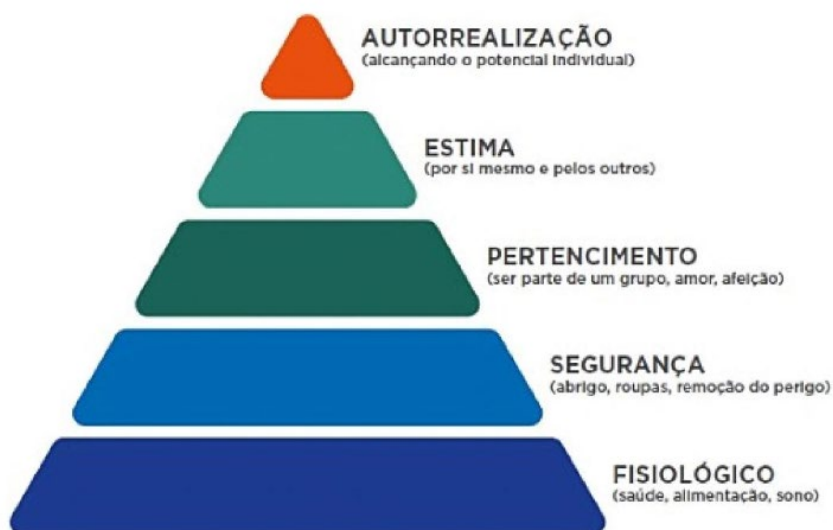 AUTORREALIZAÇÃO
(alcançando o potencial individual)
ESTIMA
(por si mesmo e pelos outros)
PERTENCIMENTO
(ser parte de um grupo, amor, afeição)
SEGURANÇA
(abrigo, roupas, remoção do perigo)
FISIOLÓGICO
(saúde, alimentação, sono)